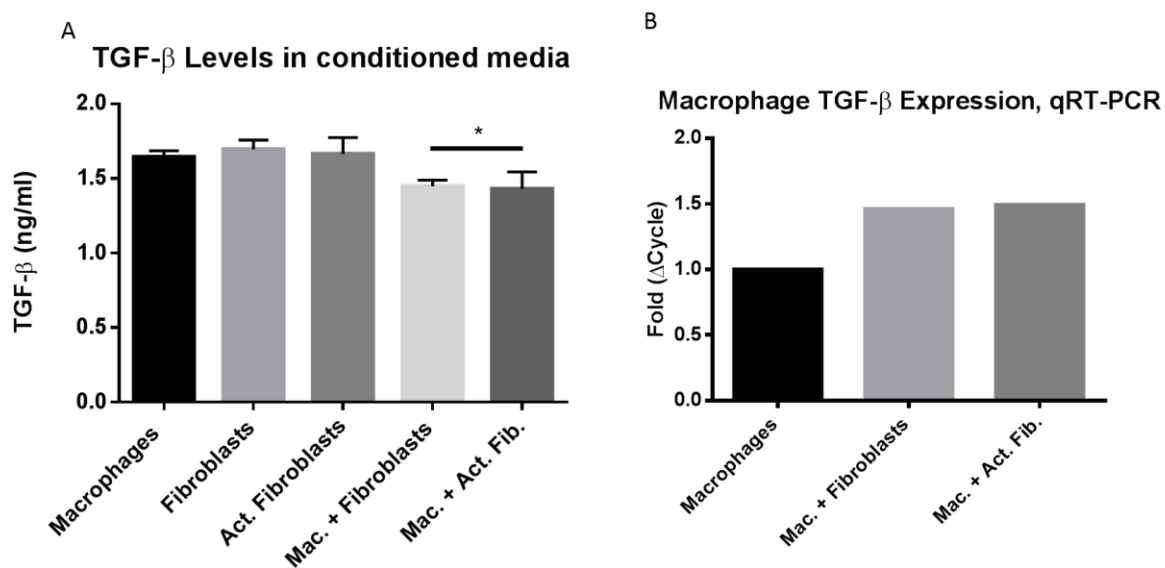 A
TGF-β Levels in conditioned media
TGF-β (ng/ml)
2.0
1.5
1.0
0.5
0.0
*
Macrophages
Fibroblasts
Act. Fibroblasts
Mac. + Fibroblasts
Mac. + Act. Fib.
B
Macrophage TGF-β Expression, qRT-PCR
Fold (ΔCycle)
2.0
1.5
1.0
0.5
0.0
Macrophages
Mac. + Fibroblasts
Mac. + Act. Fib.